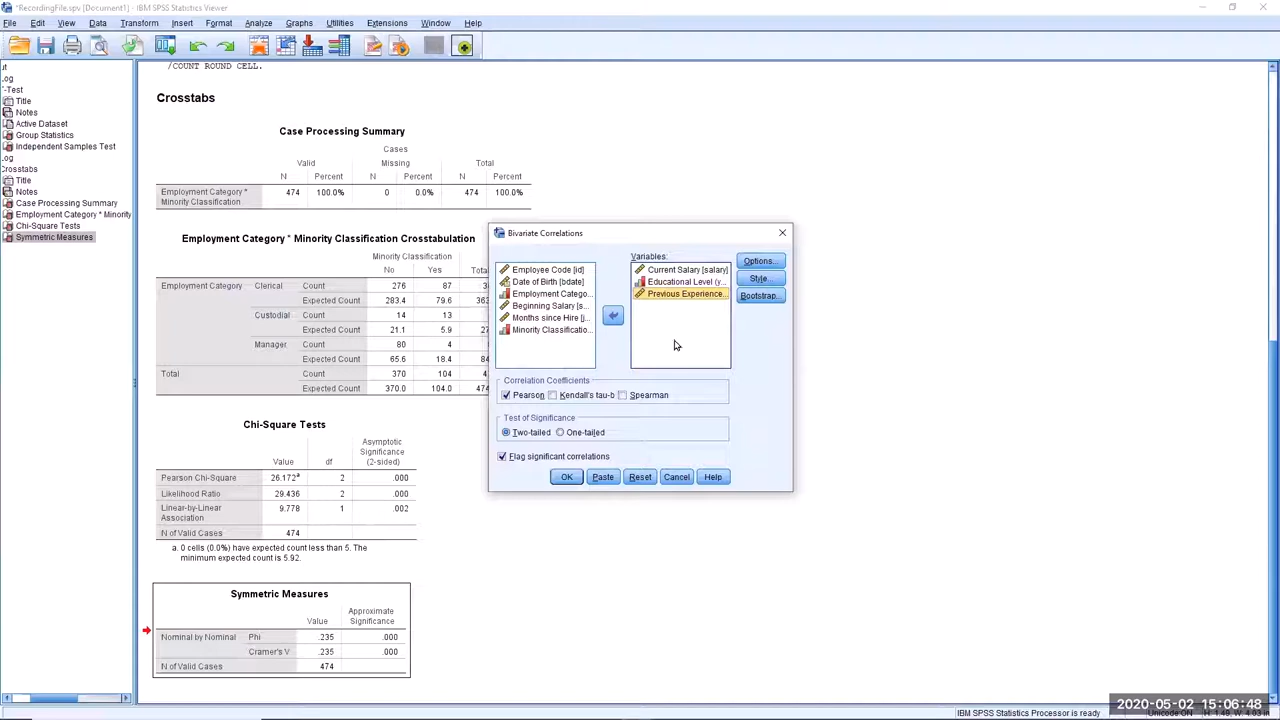 *RecordingFile.spv [Document1] - IBM SPSS Statistics Viewer
File Edit View Data Transform Insert Format Analyze Graphs Utilities Extensions Window Help
Log
Title
Notes
Active Dataset
Group Statistics
Independent Samples Test
Log
Crosstabs
Title
Notes
Case Processing Summary
Employment Category * Minority
Chi-Square Tests
Symmetric Measures
/COUNT ROUND CELL.
Crosstabs
Case Processing Summary
Cases
Valid Missing Total
N Percent N Percent N Percent
Employment Category * 474 100.0% 0 0.0% 474 100.0%
Minority Classification
Employment Category * Minority Classification Crosstabulation
Minority Classification
No Yes Total
Employment Category Clerical Count 276 87
Expected Count 283.4 79.6
Custodial Count 14 13
Expected Count 21.1 5.9
Manager Count 80 4
Expected Count 65.6 18.4
Total Count 370 104
Expected Count 370.0 104.0
Chi-Square Tests
Asymptotic
Significance
Value df (2-sided)
Pearson Chi-Square 26.172a 2 .000
Likelihood Ratio 29.436 2 .000
Linear-by-Linear 9.778 1 .002
Association
N of Valid Cases 474
a. 0 cells (0.0%) have expected count less than 5. The
minimum expected count is 5.92.
Symmetric Measures
Approximate
Value Significance
Nominal by Nominal Phi .235 .000
Cramer's V .235 .000
N of Valid Cases 474
Bivariate Correlations
Variables:
Employee Code [id]
Date of Birth [bdate]
Employment Catego...
Beginning Salary [s...
Months since Hire [j...
Minority Classificatio...
Current Salary [salary]
Educational Level (y...
Previous Experience...
Options...
Style...
Bootstrap...
Correlation Coefficients
Pearson Kendall's tau-b Spearman
Test of Significance
Two-tailed One-tailed
Flag significant correlations
OK Paste Reset Cancel Help
2020-05-02 15:06:48
IBM SPSS Statistics Processor is ready Unicode:ON H: 1.49, W: 4.03 in